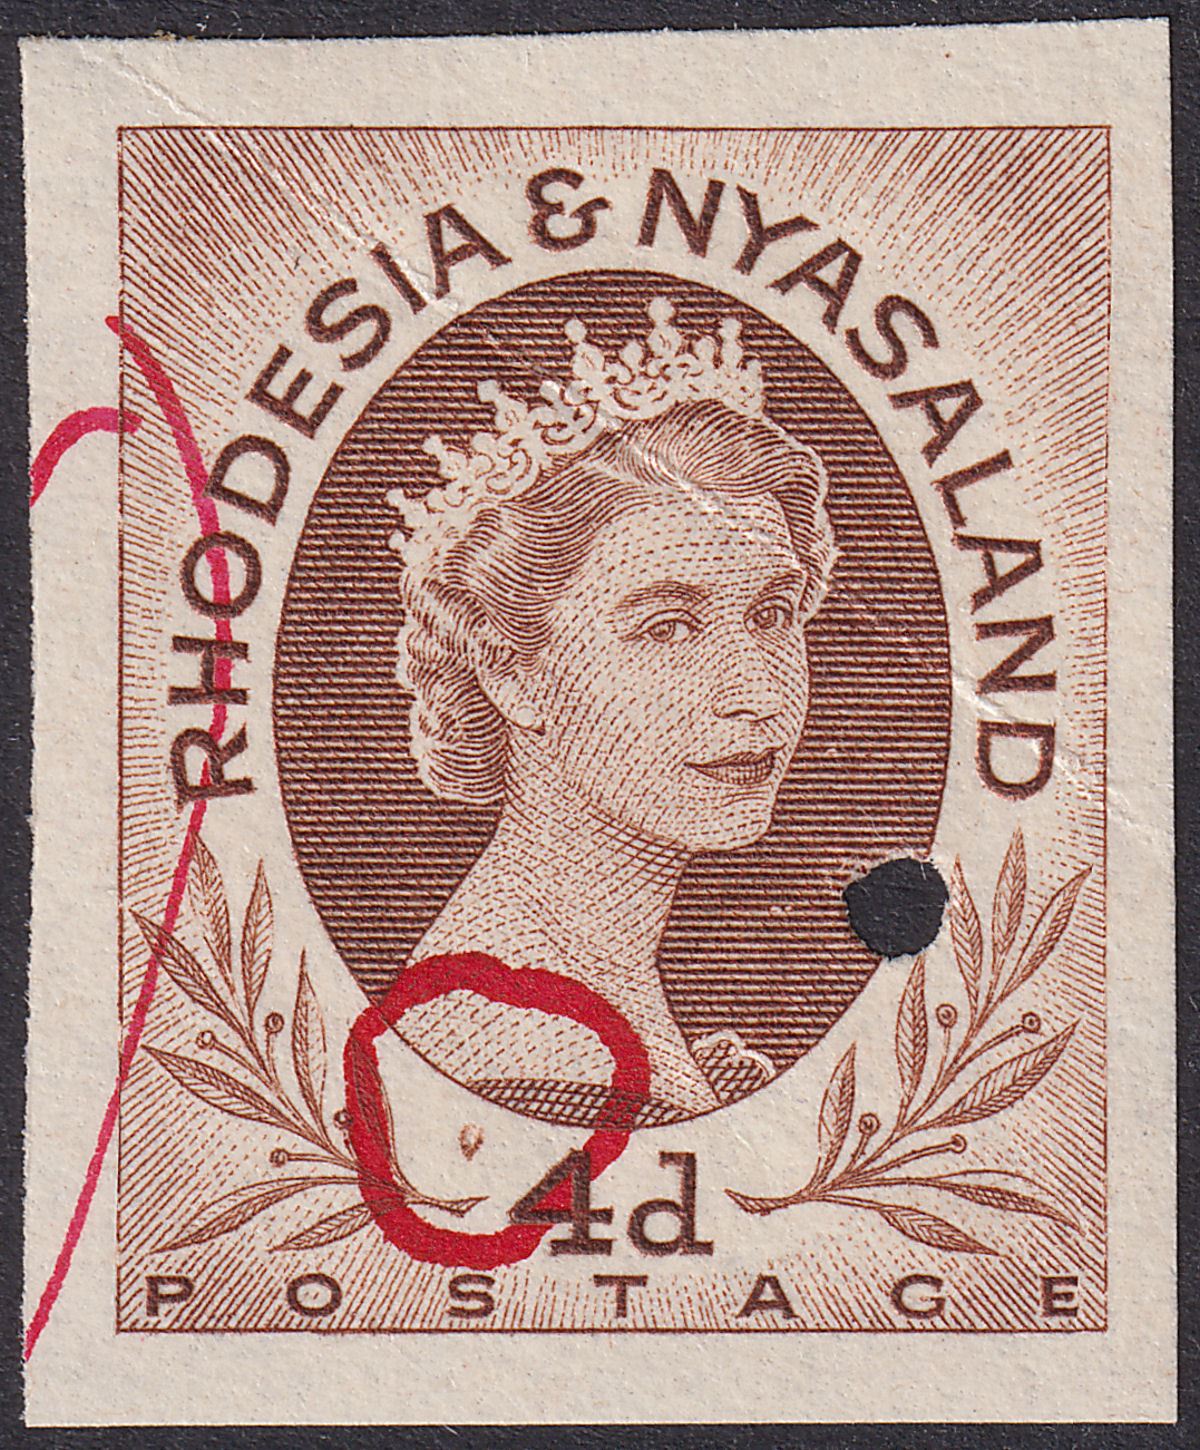 RHODESIA & NYASALAND
4d
POSTAGE